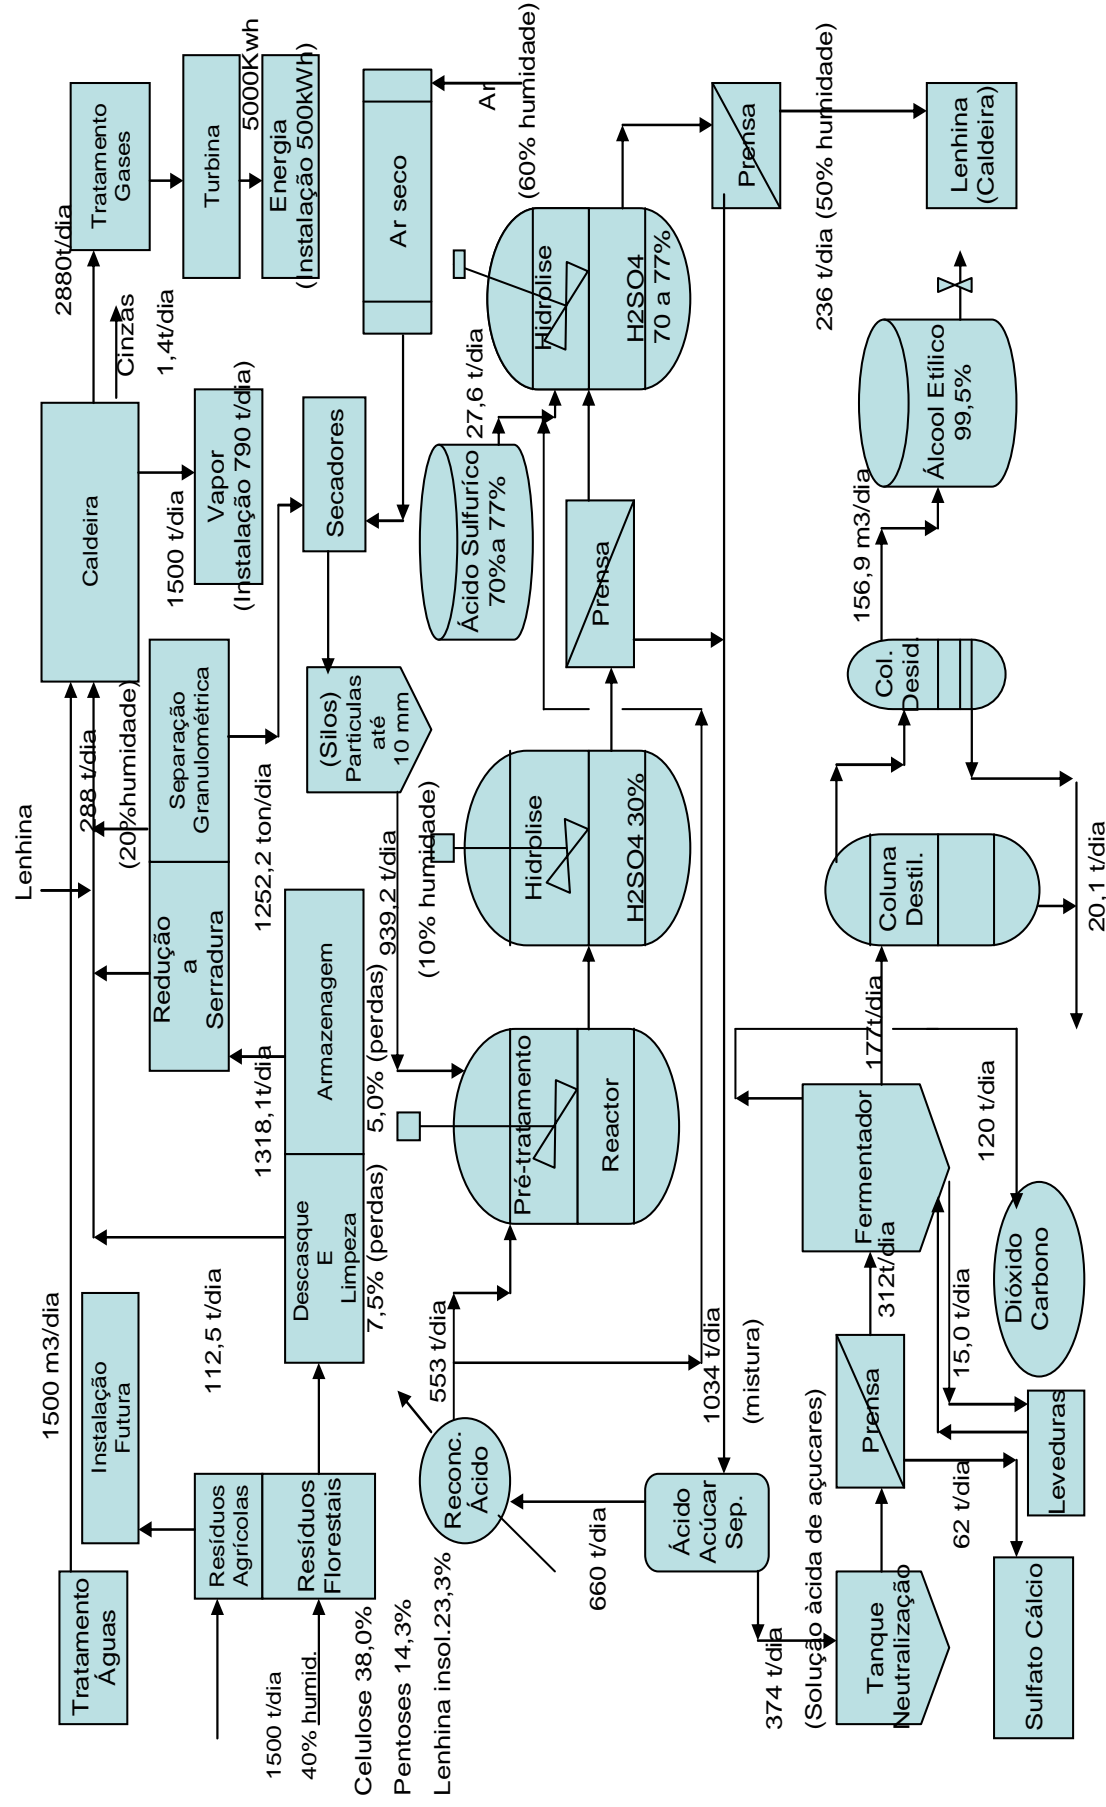 Tratamento
Águas
1500 m3/dia
Lenhina
Caldeira
2880t/dia
Tratamento
Gases
Cinzas
1,4t/dia
Turbina
5000Kwh
Energia
(Instalação 500kWh)
1500 t/dia
Vapor
(Instalação 790 t/dia)
Instalação
Futura
112,5 t/dia
288 t/dia
(20%humidade)
Redução
a
Serradura
Separação
Granulométrica
1252,2 ton/dia
1318,1t/dia
Resíduos
Agrícolas
Resíduos
Florestais
1500 t/dia
40% humid.
Celulose 38,0%
Pentoses 14,3%
Lenhina insol.23,3%
Descasque
E
Limpeza
7,5% (perdas)
Armazenagem
5,0% (perdas)
Secadores
Ar seco
Ar
(60% humidade)
(Silos)
Particulas
até
10 mm
939,2 t/dia
(10% humidade)
Reconc.
Ácido
553 t/dia
Pré-tratamento
Reactor
Hidrolise
H2SO4 30%
Ácido Sulfuríco
70%a 77%
27,6 t/dia
Prensa
Hidrolise
H2SO4
70 a 77%
Prensa
236 t/dia (50% humidade)
Lenhina
(Caldeira)
660 t/dia
Ácido
Açúcar
Sep.
1034 t/dia
(mistura)
374 t/dia
(Solução àcida de açucares)
Tanque
Neutralização
Prensa
312t/dia
Fermentador
177t/dia
Coluna
Destil.
Col.
Desid.
156,9 m3/dia
Álcool Etílico
99,5%
62 t/dia
Sulfato Cálcio
15,0 t/dia
Leveduras
120 t/dia
Dióxido
Carbono
20,1 t/dia